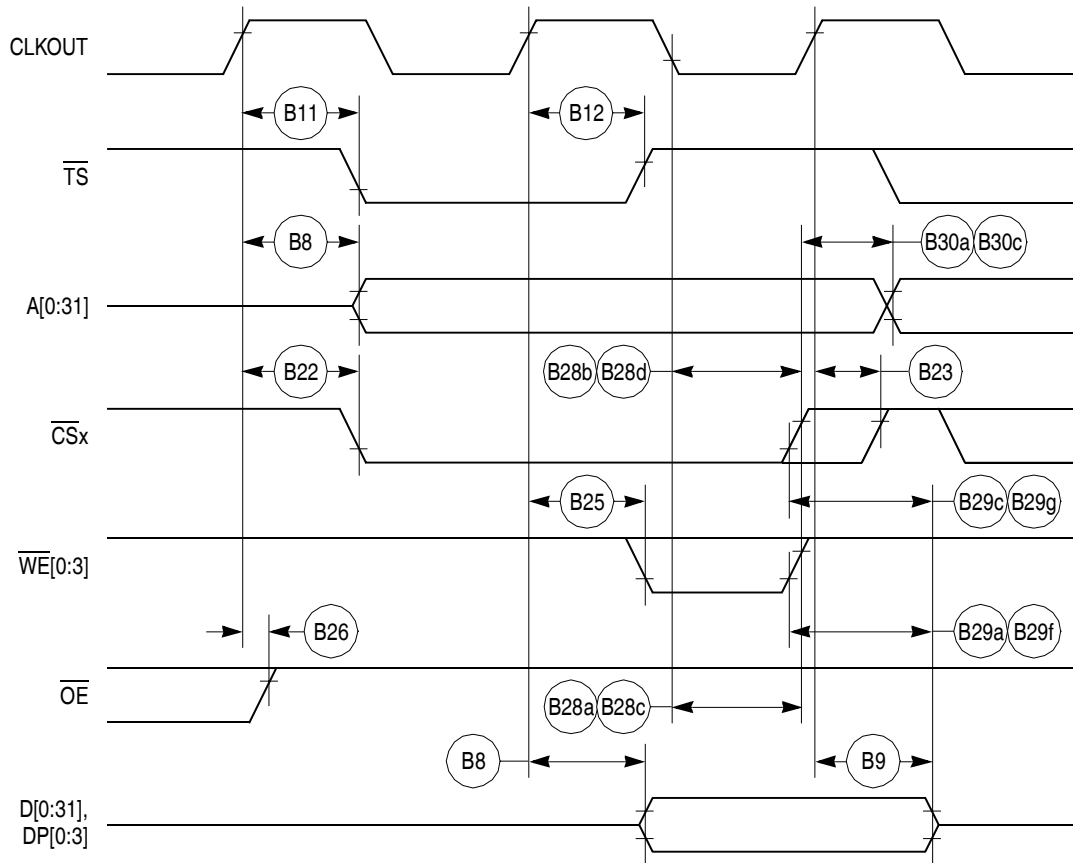 CLKOUT
B11
B12
TS
B8
B30a B30c
A[0:31]
B22
B28b B28d
B23
CSx
B25
B29c B29g
WE[0:3]
B26
B29a B29f
OE
B28a B28c
B8
B9
D[0:31],
DP[0:3]